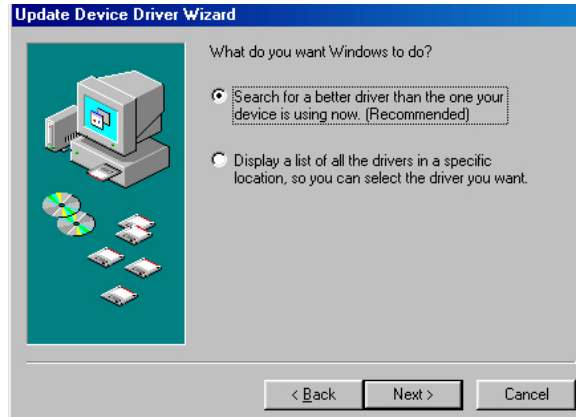 Update Device Driver Wizard
What do you want Windows to do?
Search for a better driver than the one your
device is using now. (Recommended)
Display a list of all the drivers in a specific
location, so you can select the driver you want.
< Back
Next >
Cancel